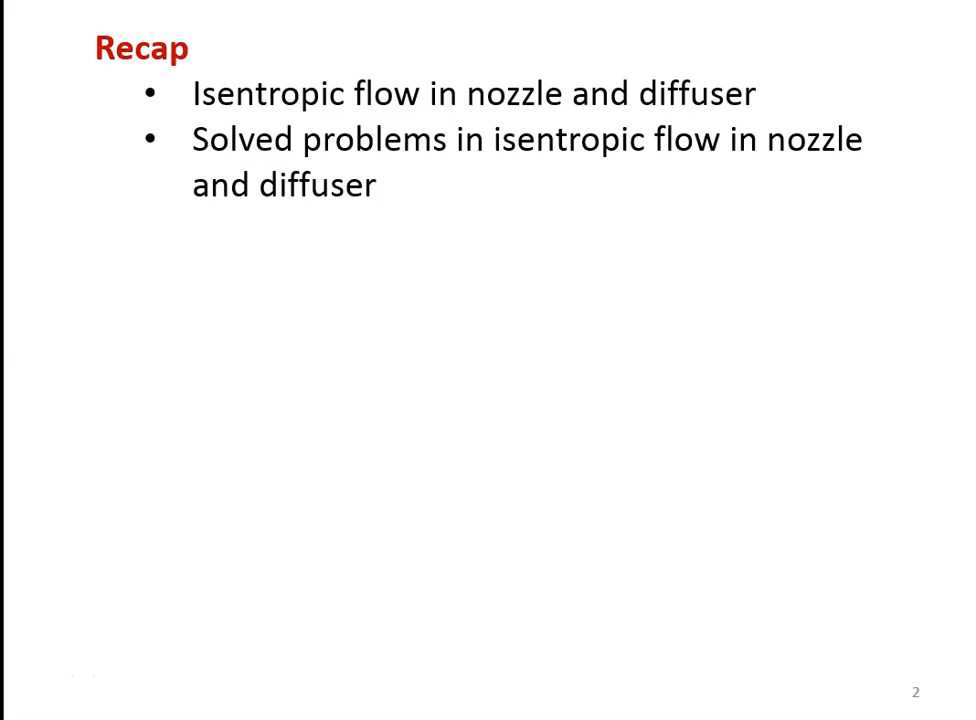 Recap
• Isentropic flow in nozzle and diffuser
• Solved problems in isentropic flow in nozzle
and diffuser
2